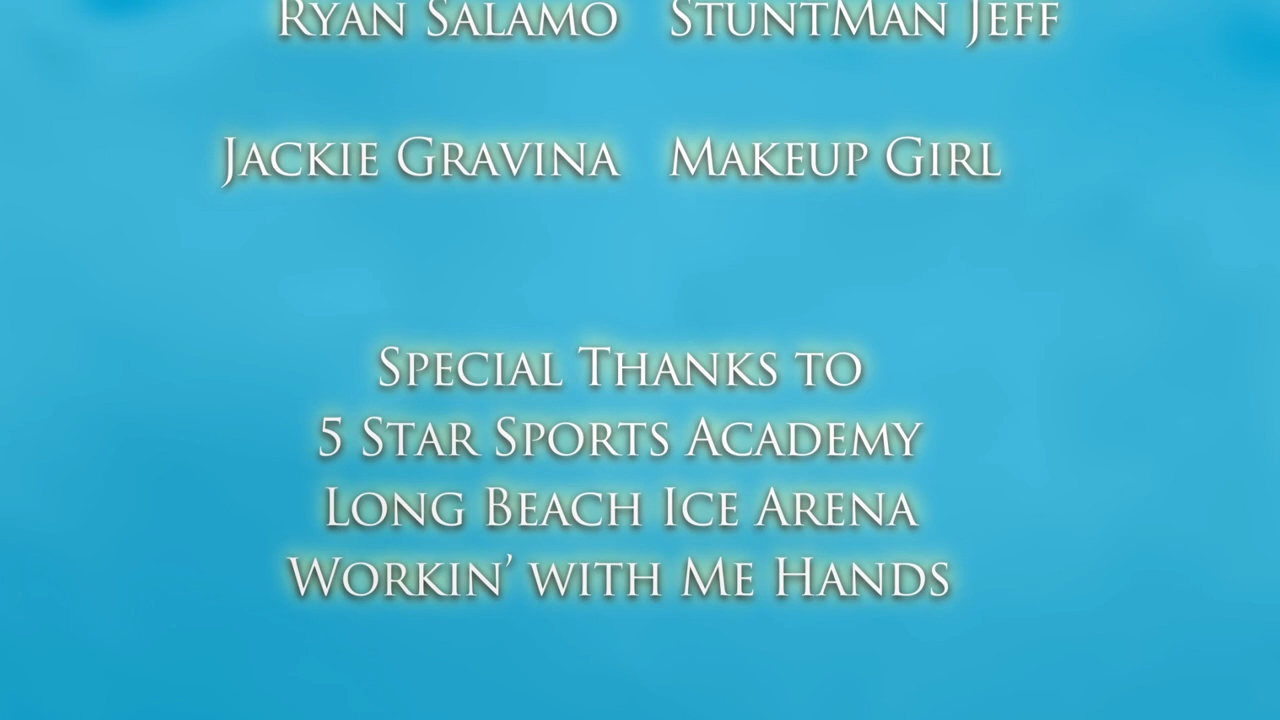 Ryan Salamo StuntMan Jeff
Jackie Gravina Makeup Girl
Special Thanks to
5 Star Sports Academy
Long Beach Ice Arena
Workin' with Me Hands